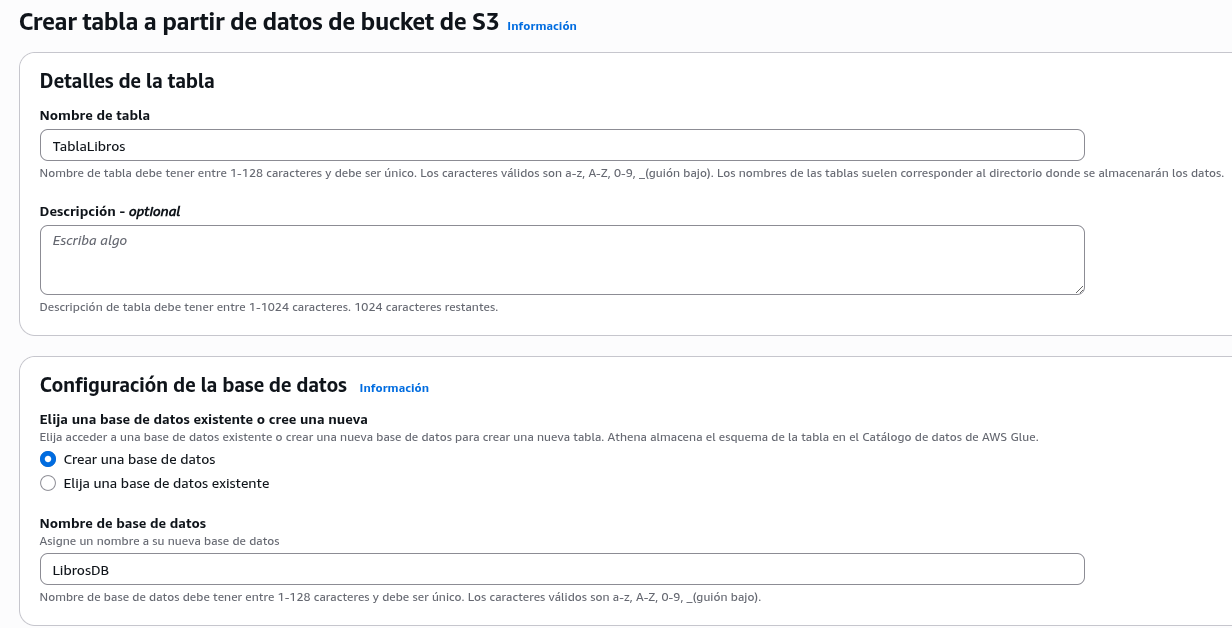 Crear tabla a partir de datos de bucket de S3 Información
Detalles de la tabla
Nombre de tabla
TablaLibros
Nombre de tabla debe tener entre 1-128 caracteres y debe ser único. Los caracteres válidos son a-z, A-Z, 0-9, _(guión bajo). Los nombres de las tablas suelen corresponder al directorio donde se almacenarán los datos.
Descripción - optional
Escriba algo
Descripción de tabla debe tener entre 1-1024 caracteres. 1024 caracteres restantes.
Configuración de la base de datos Información
Elija una base de datos existente o cree una nueva
Elija acceder a una base de datos existente o crear una nueva base de datos para crear una nueva tabla. Athena almacena el esquema de la tabla en el Catálogo de datos de AWS Glue.
Crear una base de datos
Elija una base de datos existente
Nombre de base de datos
Asigne un nombre a su nueva base de datos
LibrosDB
Nombre de base de datos debe tener entre 1-128 caracteres y debe ser único. Los caracteres válidos son a-z, A-Z, 0-9, _(guión bajo).